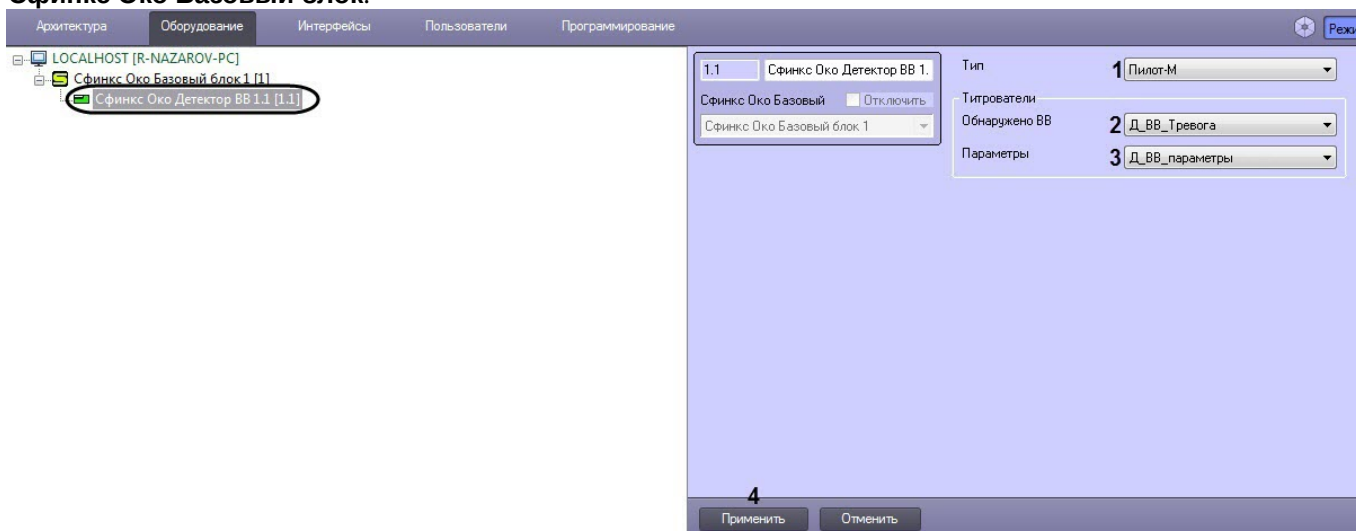 Сфинкс Око Базовый блок.
Архитектура Оборудование Интерфейсы Пользователи Программирование Режи
LOCALHOST [R-NAZAROV-PC]
Сфинкс Око Базовый блок 1 [1]
Сфинкс Око Детектор ВВ 1.1 [1.1]
1.1 Сфинкс Око Детектор ВВ 1.
Сфинкс Око Базовый Отключить
Сфинкс Око Базовый блок 1
Тип 1 Пилот-М
Титрователи
Обнаружено ВВ 2 Д_ВВ_Тревога
Параметры 3 Д_ВВ_параметры
4
Применить Отменить